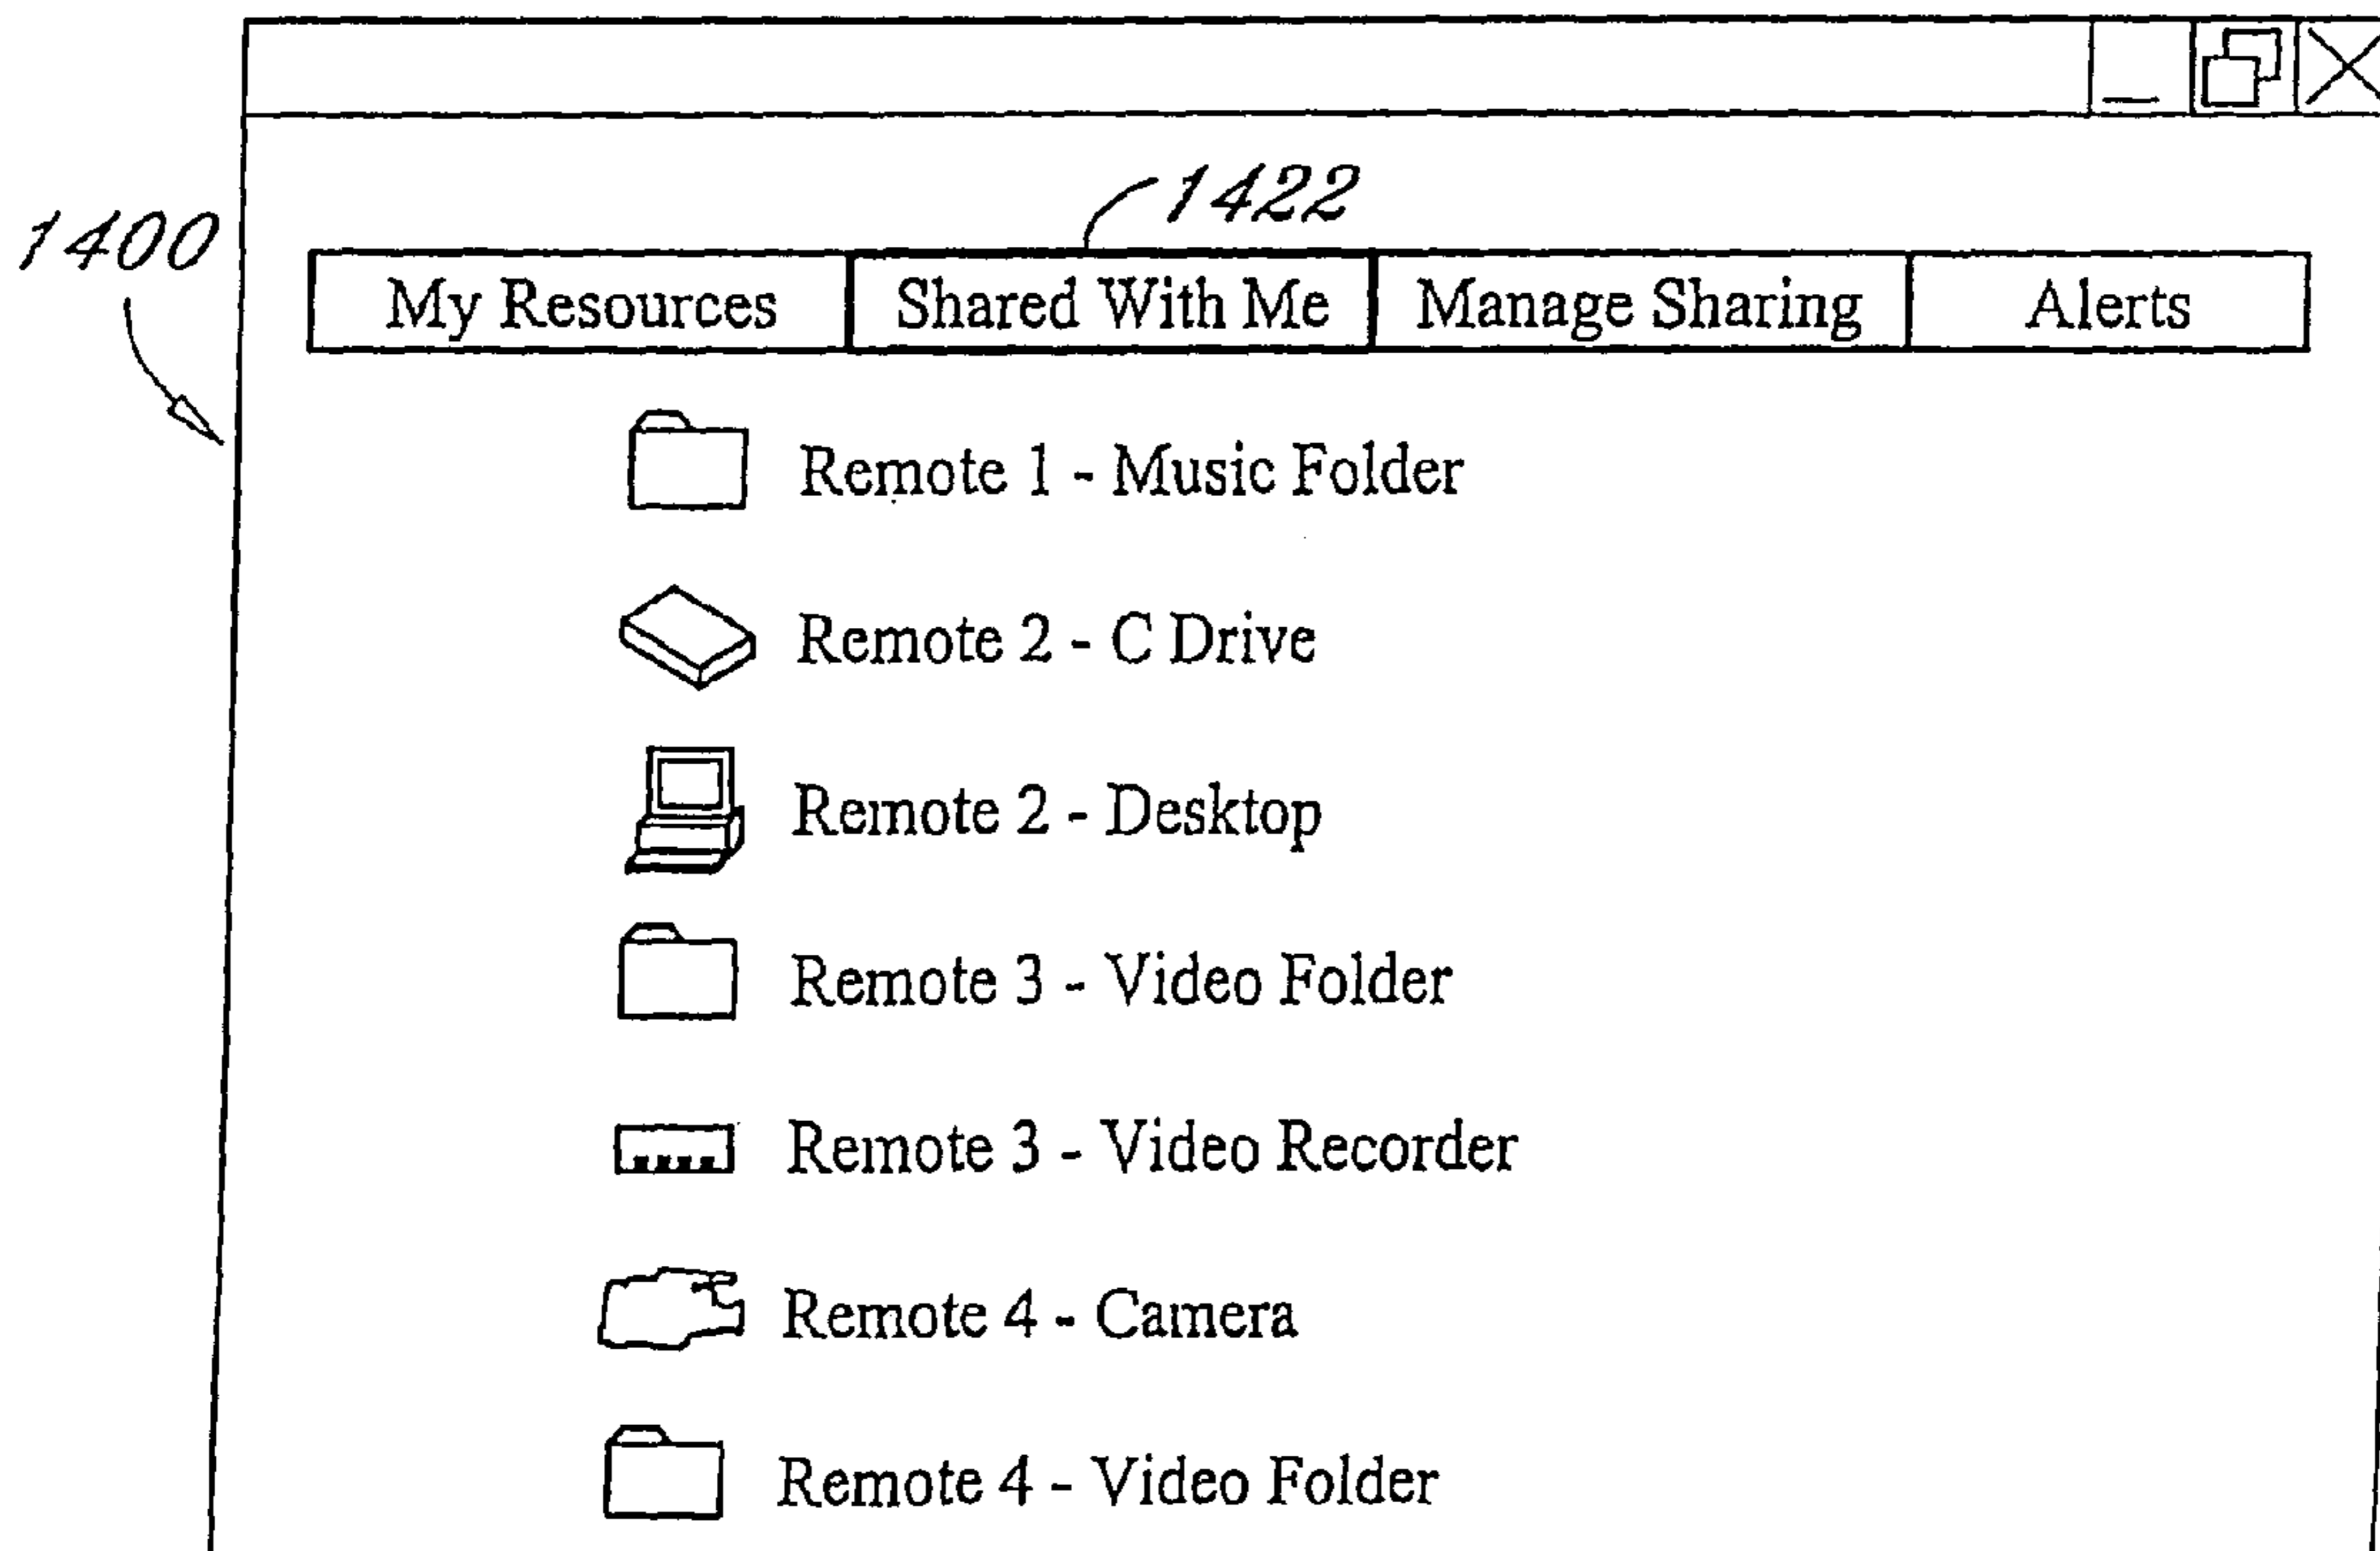 1422
1400
My Resources Shared With Me Manage Sharing Alerts
Remote 1 - Music Folder
Remote 2 - C Drive
Remote 2 - Desktop
Remote 3 - Video Folder
Remote 3 - Video Recorder
Remote 4 - Camera
Remote 4 - Video Folder